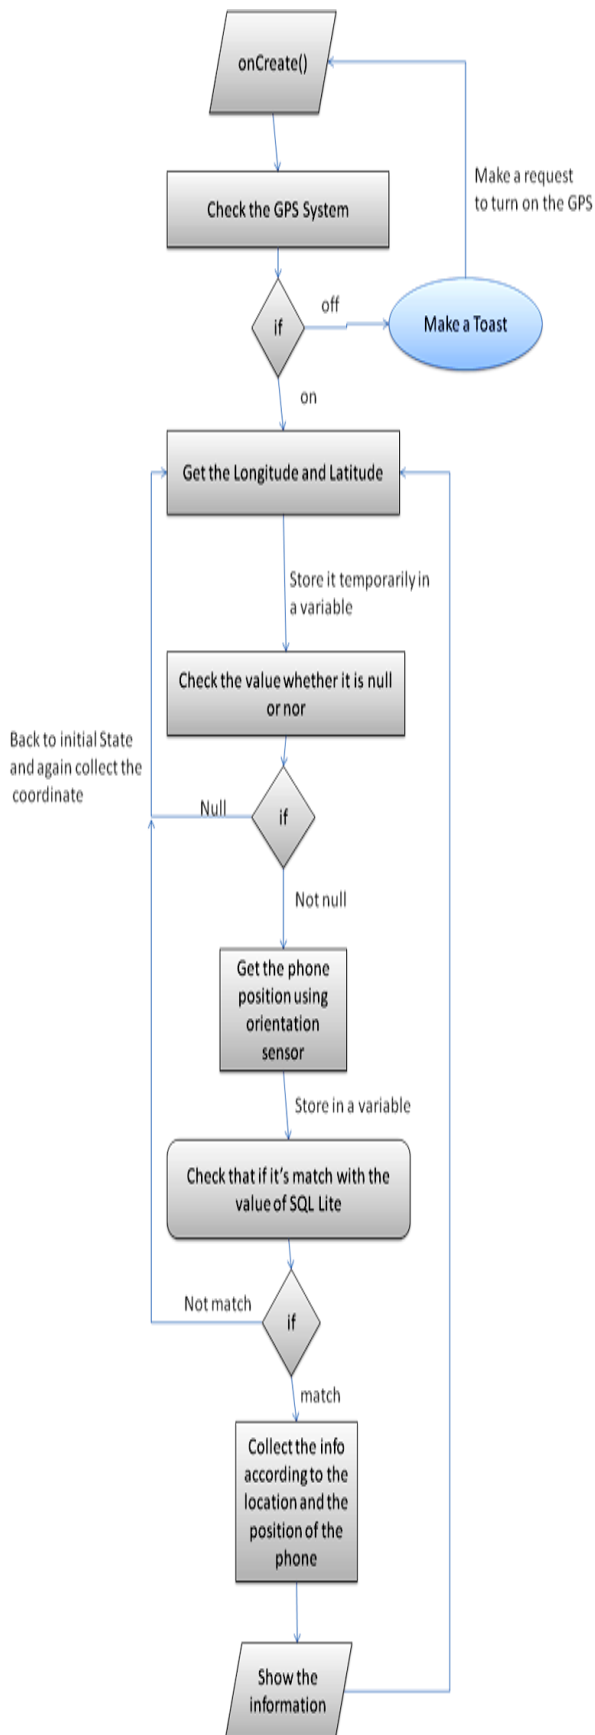 onCreate()
Make a request
to turn on the GPS
Check the GPS System
if
off
Make a Toast
on
Get the Longitude and Latitude
Store it temporarily in
a variable
Check the value whether it is null
or nor
Back to initial State
and again collect the
coordinate
Null
if
Not null
Get the phone
position using
orientation
sensor
Store in a variable
Check that if it's match with the
value of SQL Lite
Not match
if
match
Collect the info
according to the
location and the
position of the
phone
Show the
information